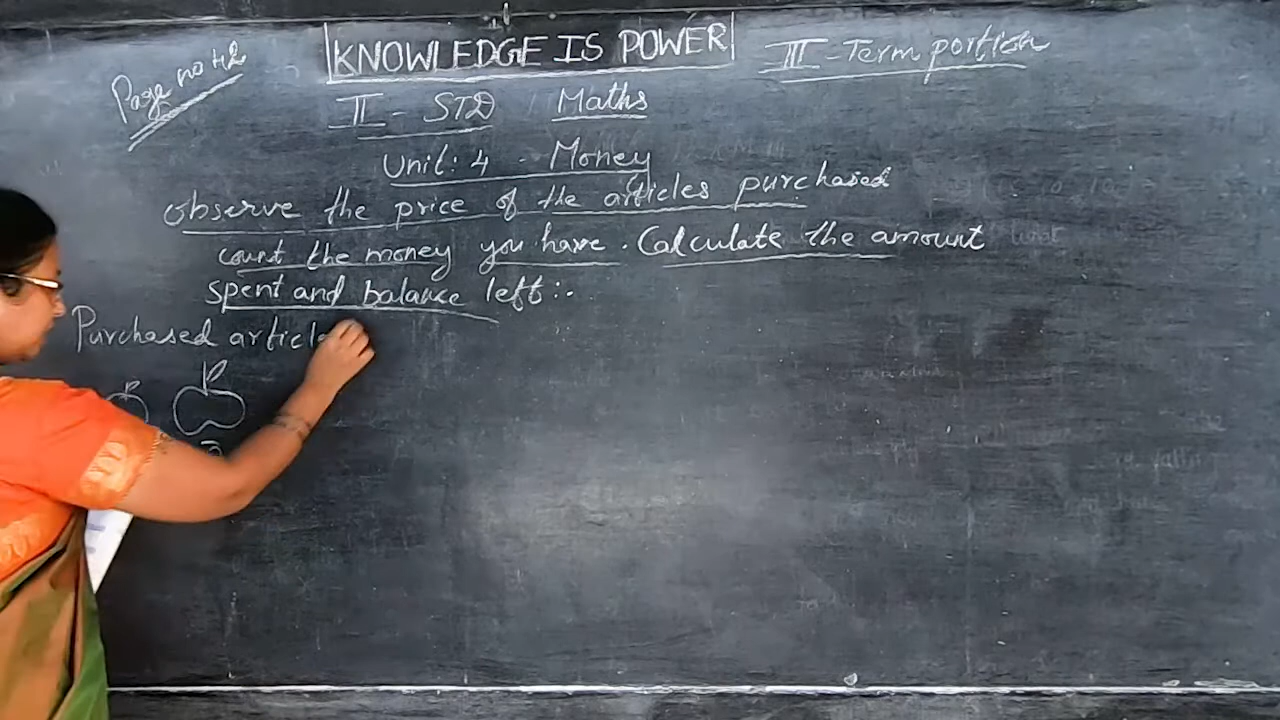 KNOWLEDGE IS POWER
III - Term portion
Page no 42
II - STD Maths
Unit: 4 - Money
Observe the price of the articles purchased
count the money you have. Calculate the amount
spent and balance left:-
Purchased article